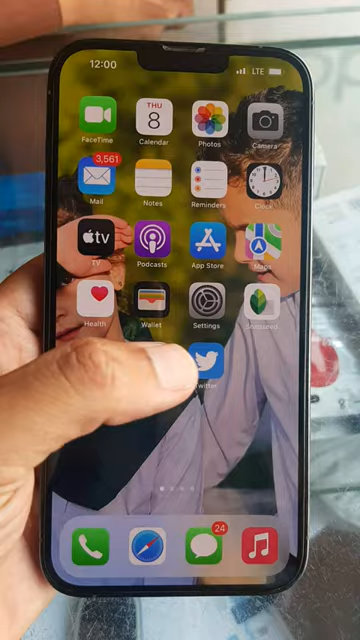 12:00
LTE
THU
8
FaceTime
Calendar
Photos
Camera
3,561
Mail
Notes
Reminders
Clock
tv
TV
Podcasts
App Store
Maps
Health
Wallet
Settings
Snapseed
Twitter
24